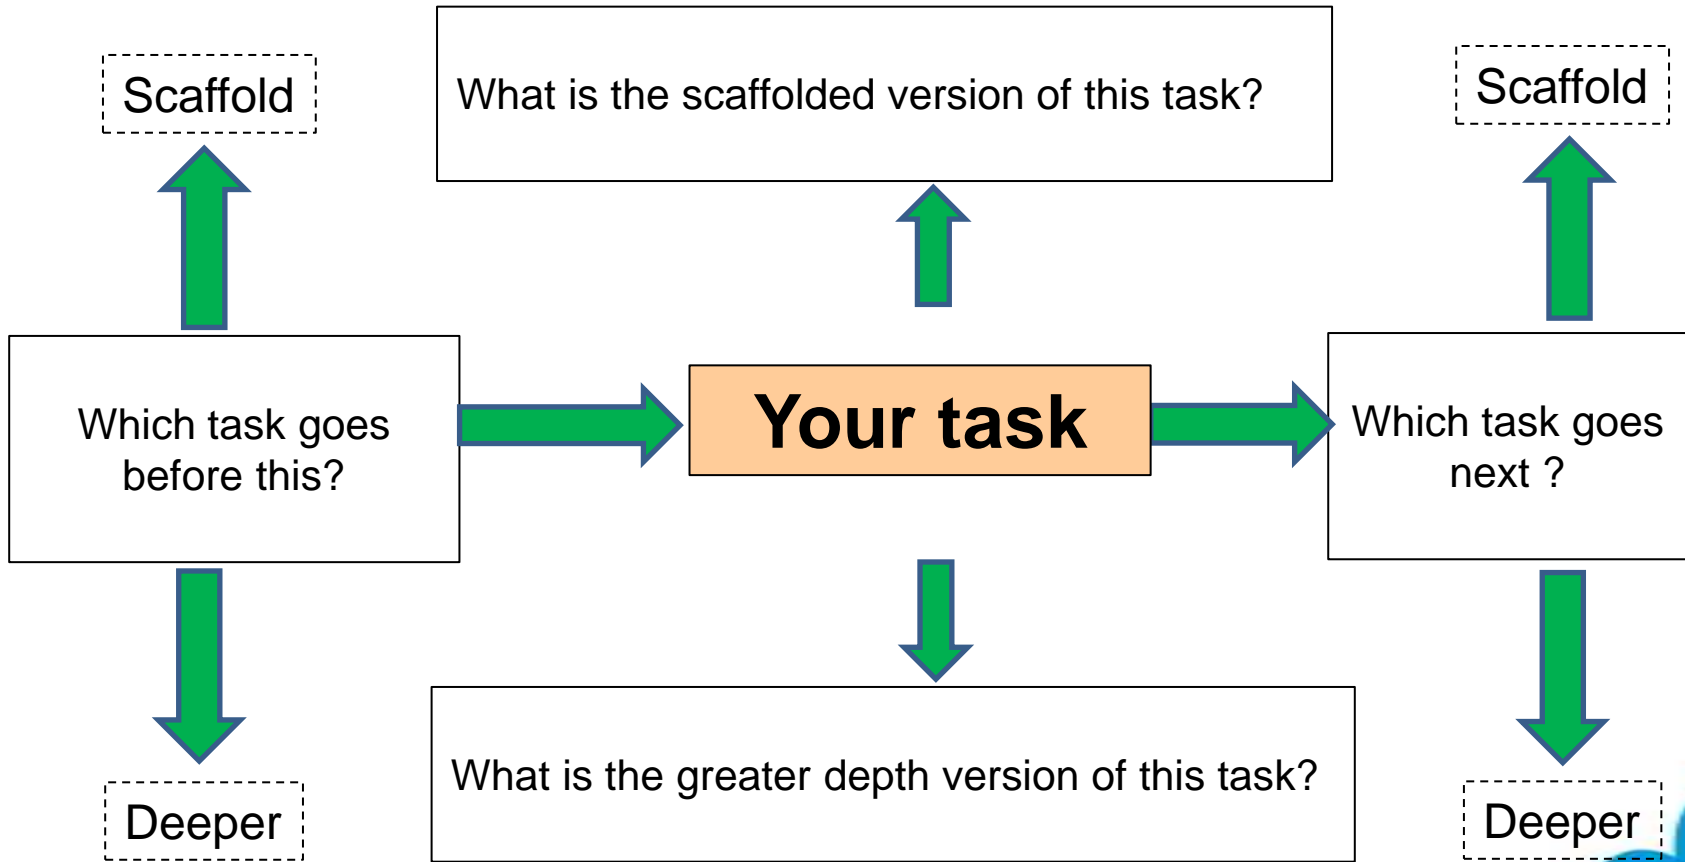 Scaffold
What is the scaffolded version of this task?
Scaffold
Which task goes
before this?
Your task
Which task goes
next ?
What is the greater depth version of this task?
Deeper
Deeper